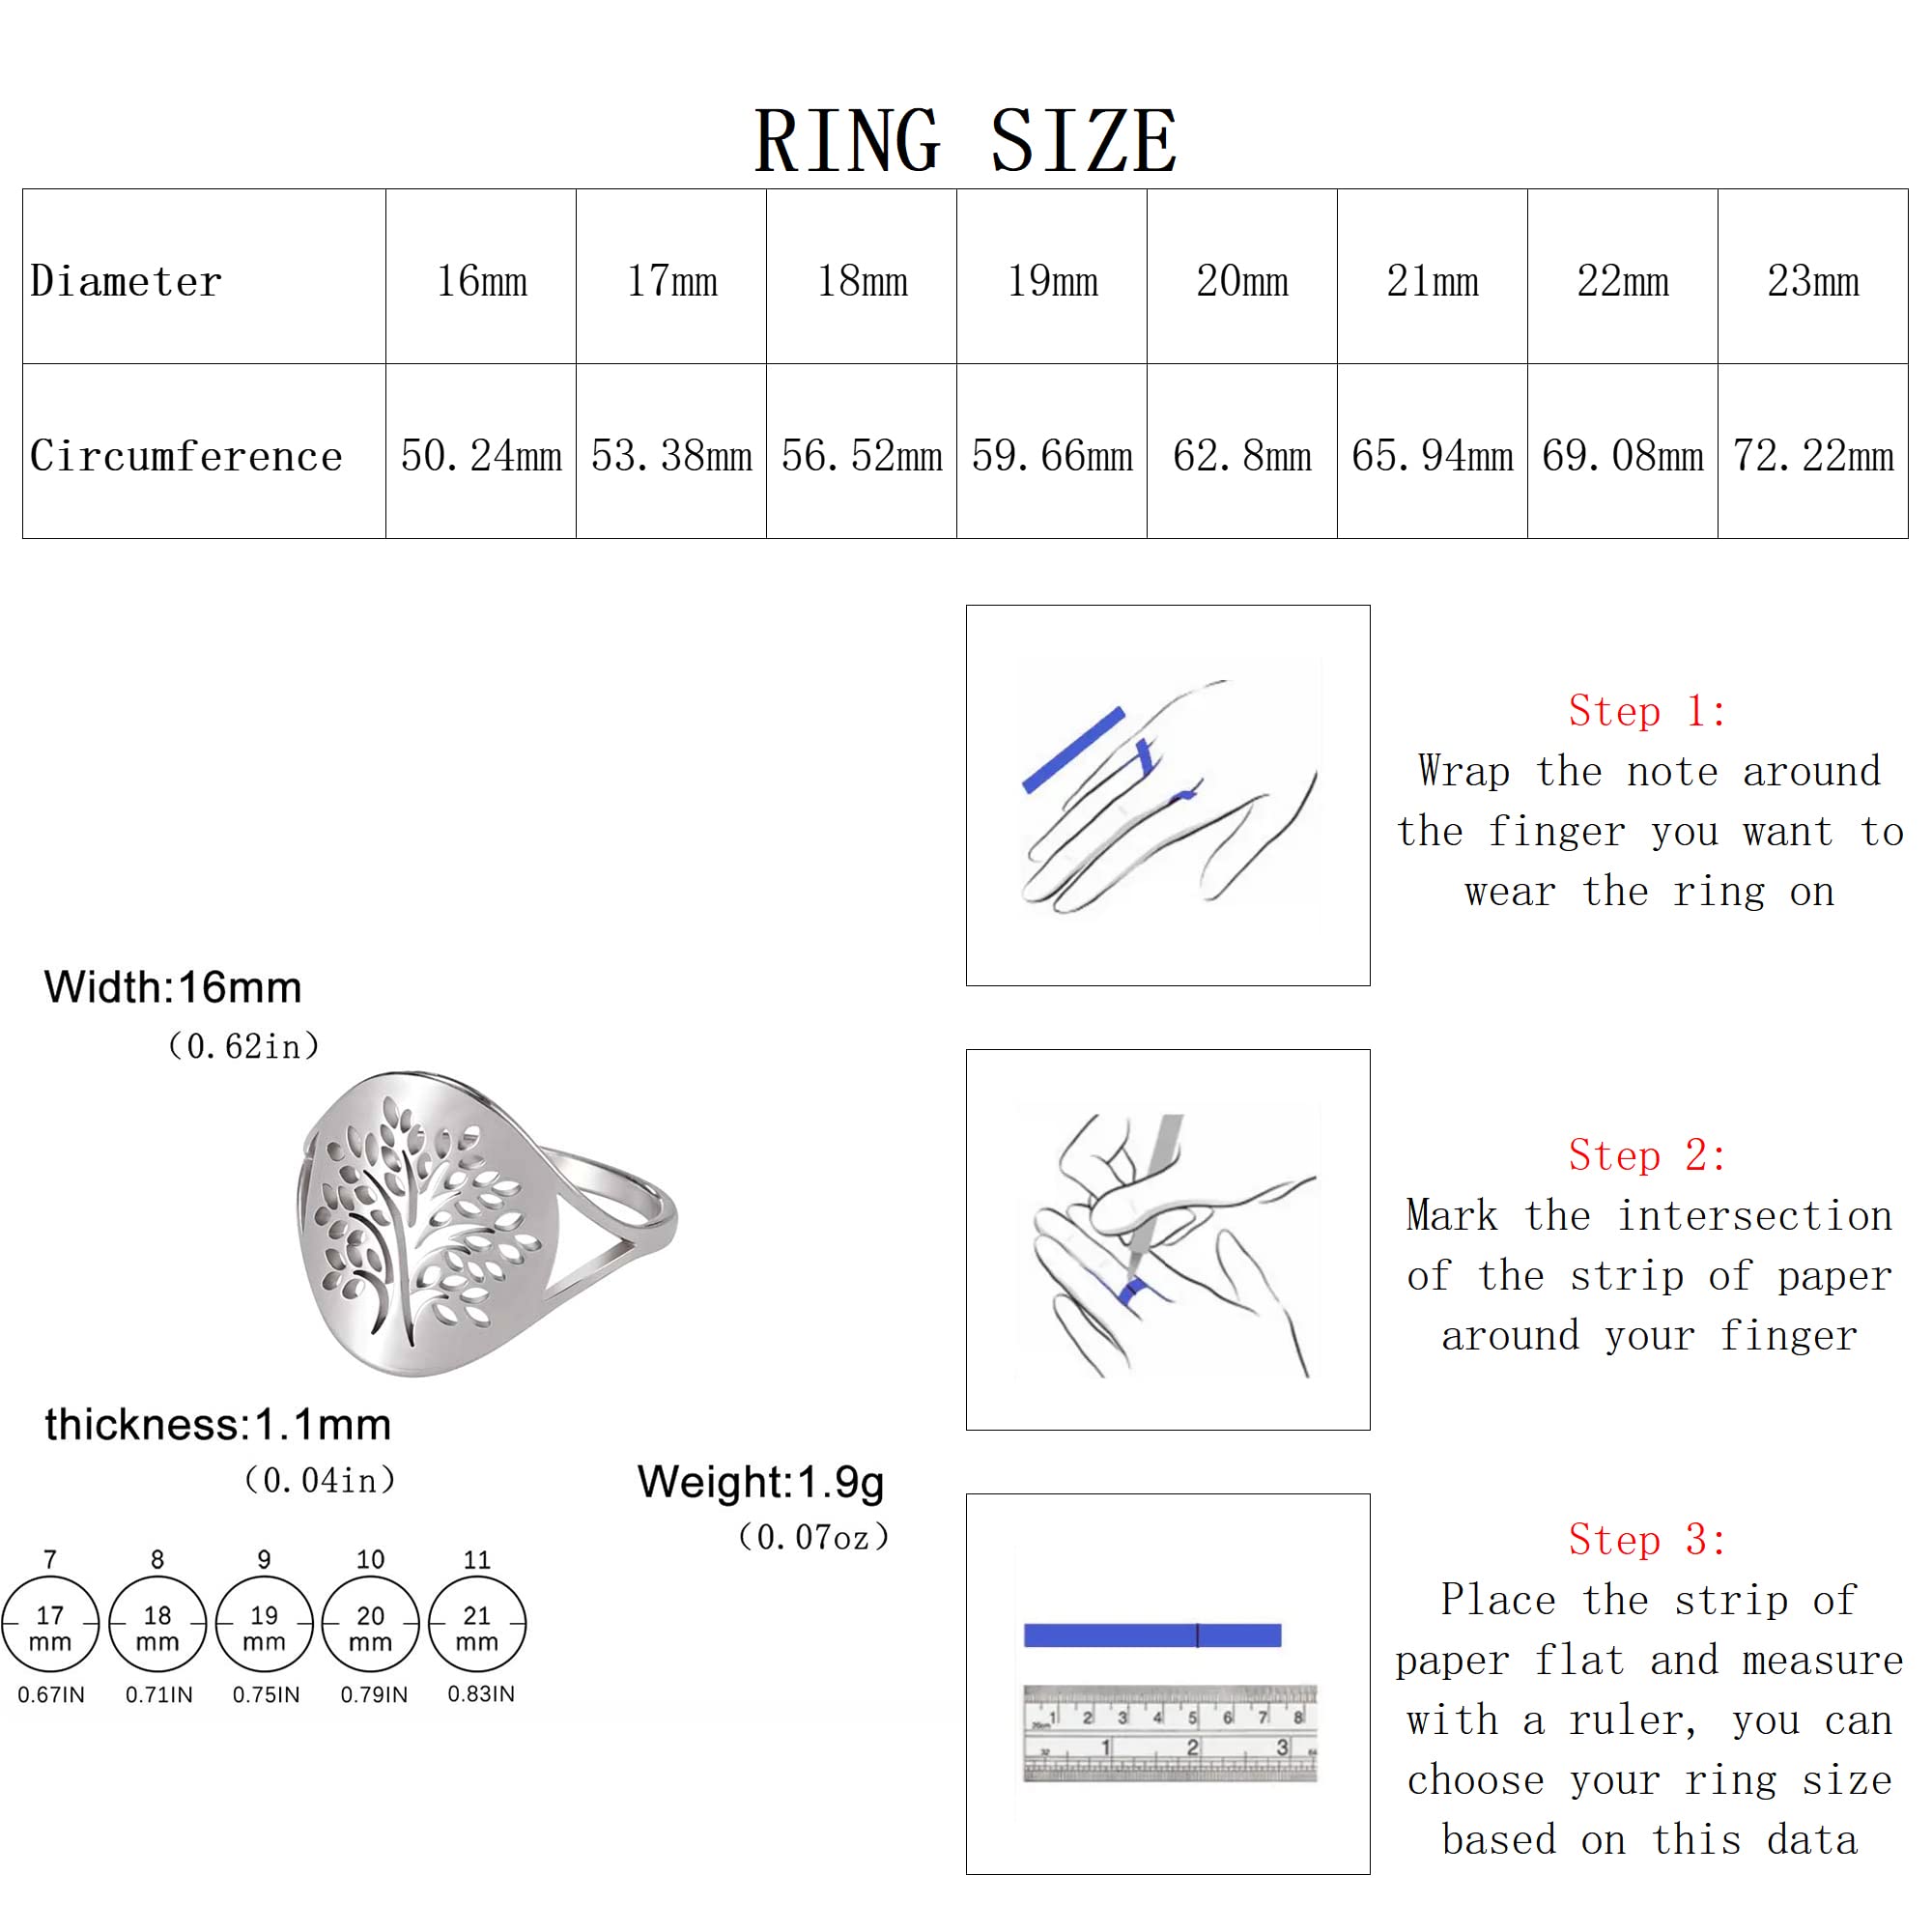 RING SIZE
Diameter 16mm 17mm 18mm 19mm 20mm 21mm 22mm 23mm
Circumference 50.24mm 53.38mm 56.52mm 59.66mm 62.8mm 65.94mm 69.08mm 72.22mm
Step 1:
Wrap the note around
the finger you want to
wear the ring on
Width:16mm
(0.62in)
Step 2:
Mark the intersection
of the strip of paper
around your finger
thickness:1.1mm
(0.04in)
Weight:1.9g
(0.07oz)
7 8 9 10 11
17 18 19 20 21
mm mm mm mm mm
0.67IN 0.71IN 0.75IN 0.79IN 0.83IN
Step 3:
Place the strip of
paper flat and measure
with a ruler, you can
choose your ring size
based on this data
1 2 3 4 5 6 7 8
1 2 3